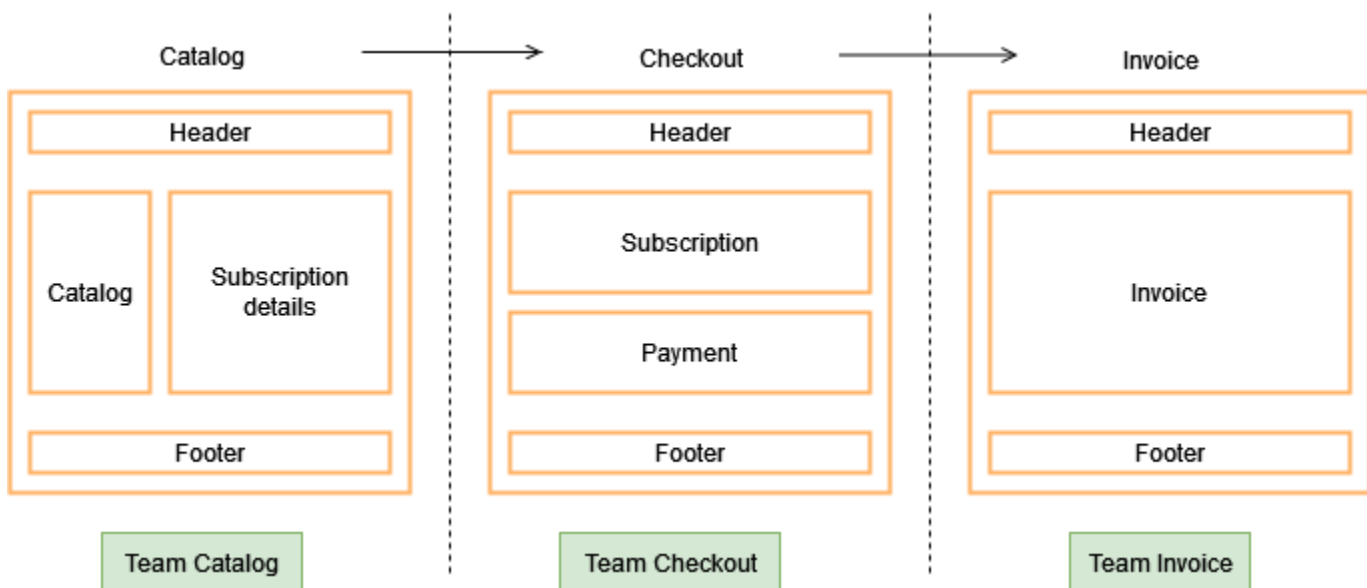 Catalog
Checkout
Invoice
Header
Header
Header
Catalog
Subscription
details
Subscription
Payment
Invoice
Footer
Footer
Footer
Team Catalog
Team Checkout
Team Invoice